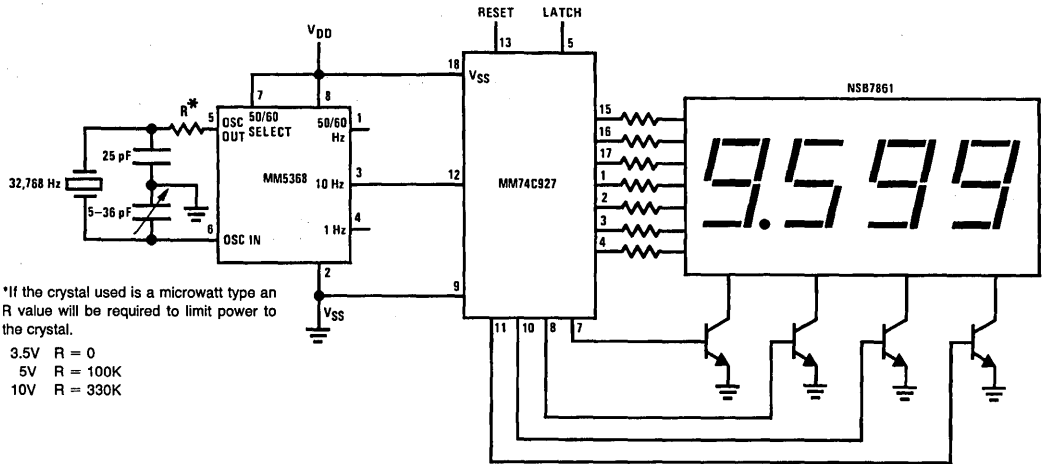 RESET LATCH
13 5
VDD
18 VSS
7 8
R*
5 OSC OUT
50/60 SELECT
50/60 Hz
1
25 pF
32,768 Hz
MM5368
10 Hz 3
12
MM74C927
5–36 pF
6 OSC IN
1 Hz 4
2
VSS
9
15
16
17
1
2
3
4
NSB7861
9.599
11 10 8 7
*If the crystal used is a microwatt type an
R value will be required to limit power to
the crystal.
3.5V R = 0
5V R = 100K
10V R = 330K